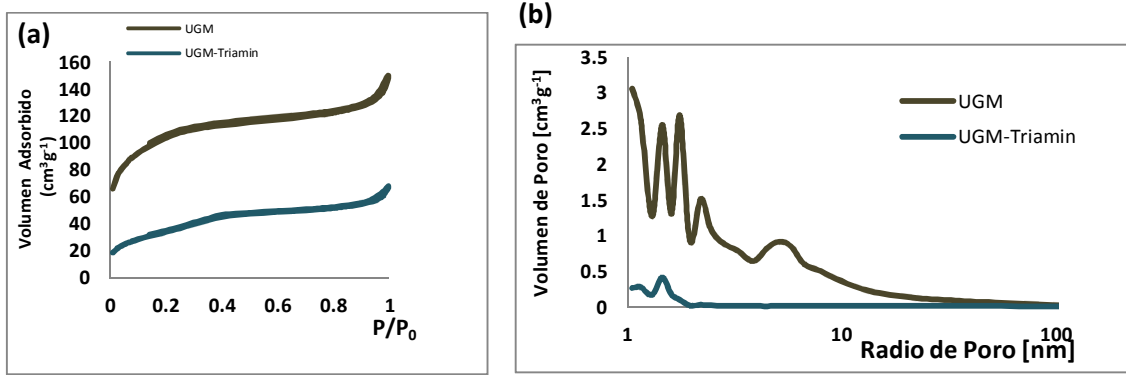 (a)
UGM
UGM-Triamin
Volumen Adsorbido
(cm³g⁻¹)
160
140
120
100
80
60
40
20
0
0 0.2 0.4 0.6 0.8 1
P/P₀
(b)
Volumen de Poro [cm³g⁻¹]
3.5
3
2.5
2
1.5
1
0.5
0
UGM
UGM-Triamin
1 10 100
Radio de Poro [nm]